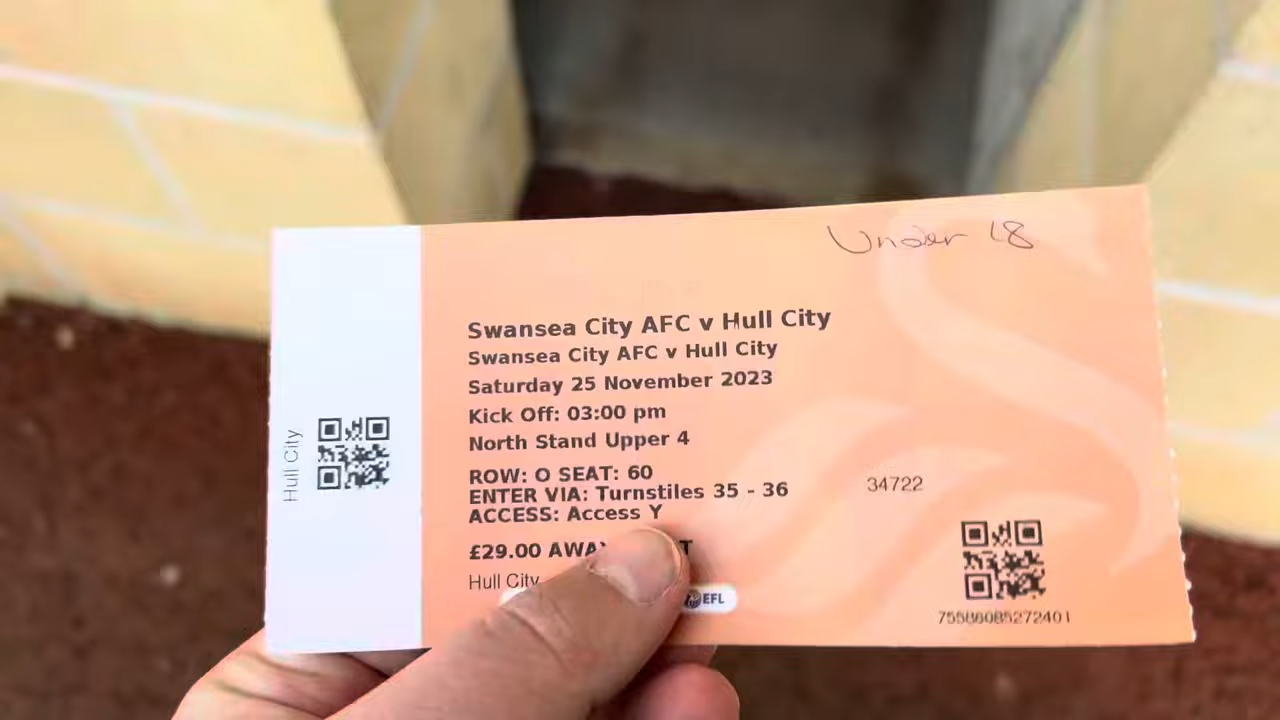 Under 18
Swansea City AFC v Hull City
Swansea City AFC v Hull City
Saturday 25 November 2023
Kick Off: 03:00 pm
North Stand Upper 4
ROW: O SEAT: 60
ENTER VIA: Turnstiles 35 - 36
ACCESS: Access Y
34722
£29.00
Hull City
EFL
Hull City